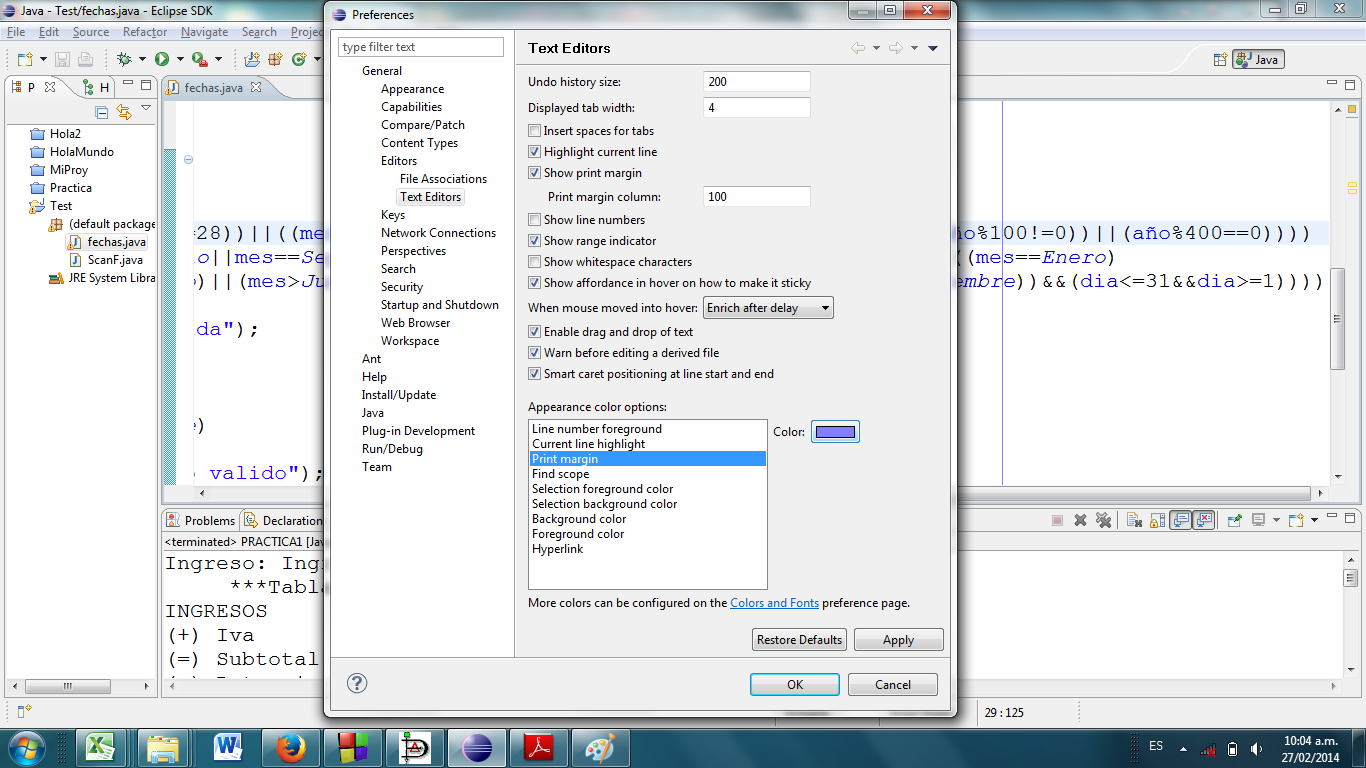 Java - Test/fechas.java - Eclipse SDK
File Edit Source Refactor Navigate Search Projec
Java
P
H
Hola2
HolaMundo
MiProy
Practica
Test
(default package
fechas.java
ScanF.java
JRE System Libra
fechas.java
=28))||((me
io||mes==Se
)||(mes>Ju
da");
e)
valido");
ño%100!=0))||(año%400==0))))
((mes==Enero)
embre))&&(dia<=31&&dia>=1))))
Preferences
type filter text
General
Appearance
Capabilities
Compare/Patch
Content Types
Editors
File Associations
Text Editors
Keys
Network Connections
Perspectives
Search
Security
Startup and Shutdown
Web Browser
Workspace
Ant
Help
Install/Update
Java
Plug-in Development
Run/Debug
Team
Text Editors
Undo history size: 200
Displayed tab width: 4
Insert spaces for tabs
Highlight current line
Show print margin
Print margin column: 100
Show line numbers
Show range indicator
Show whitespace characters
Show affordance in hover on how to make it sticky
When mouse moved into hover: Enrich after delay
Enable drag and drop of text
Warn before editing a derived file
Smart caret positioning at line start and end
Appearance color options:
Line number foreground
Current line highlight
Print margin
Find scope
Selection foreground color
Selection background color
Background color
Foreground color
Hyperlink
Color:
More colors can be configured on the Colors and Fonts preference page.
Restore Defaults Apply
OK Cancel
Problems Declaration
<terminated> PRACTICA1 [Jav
Ingreso: Ingr
***Tabla
INGRESOS
(+) Iva
(=) Subtotal
29 : 125
ES
10:04 a.m.
27/02/2014